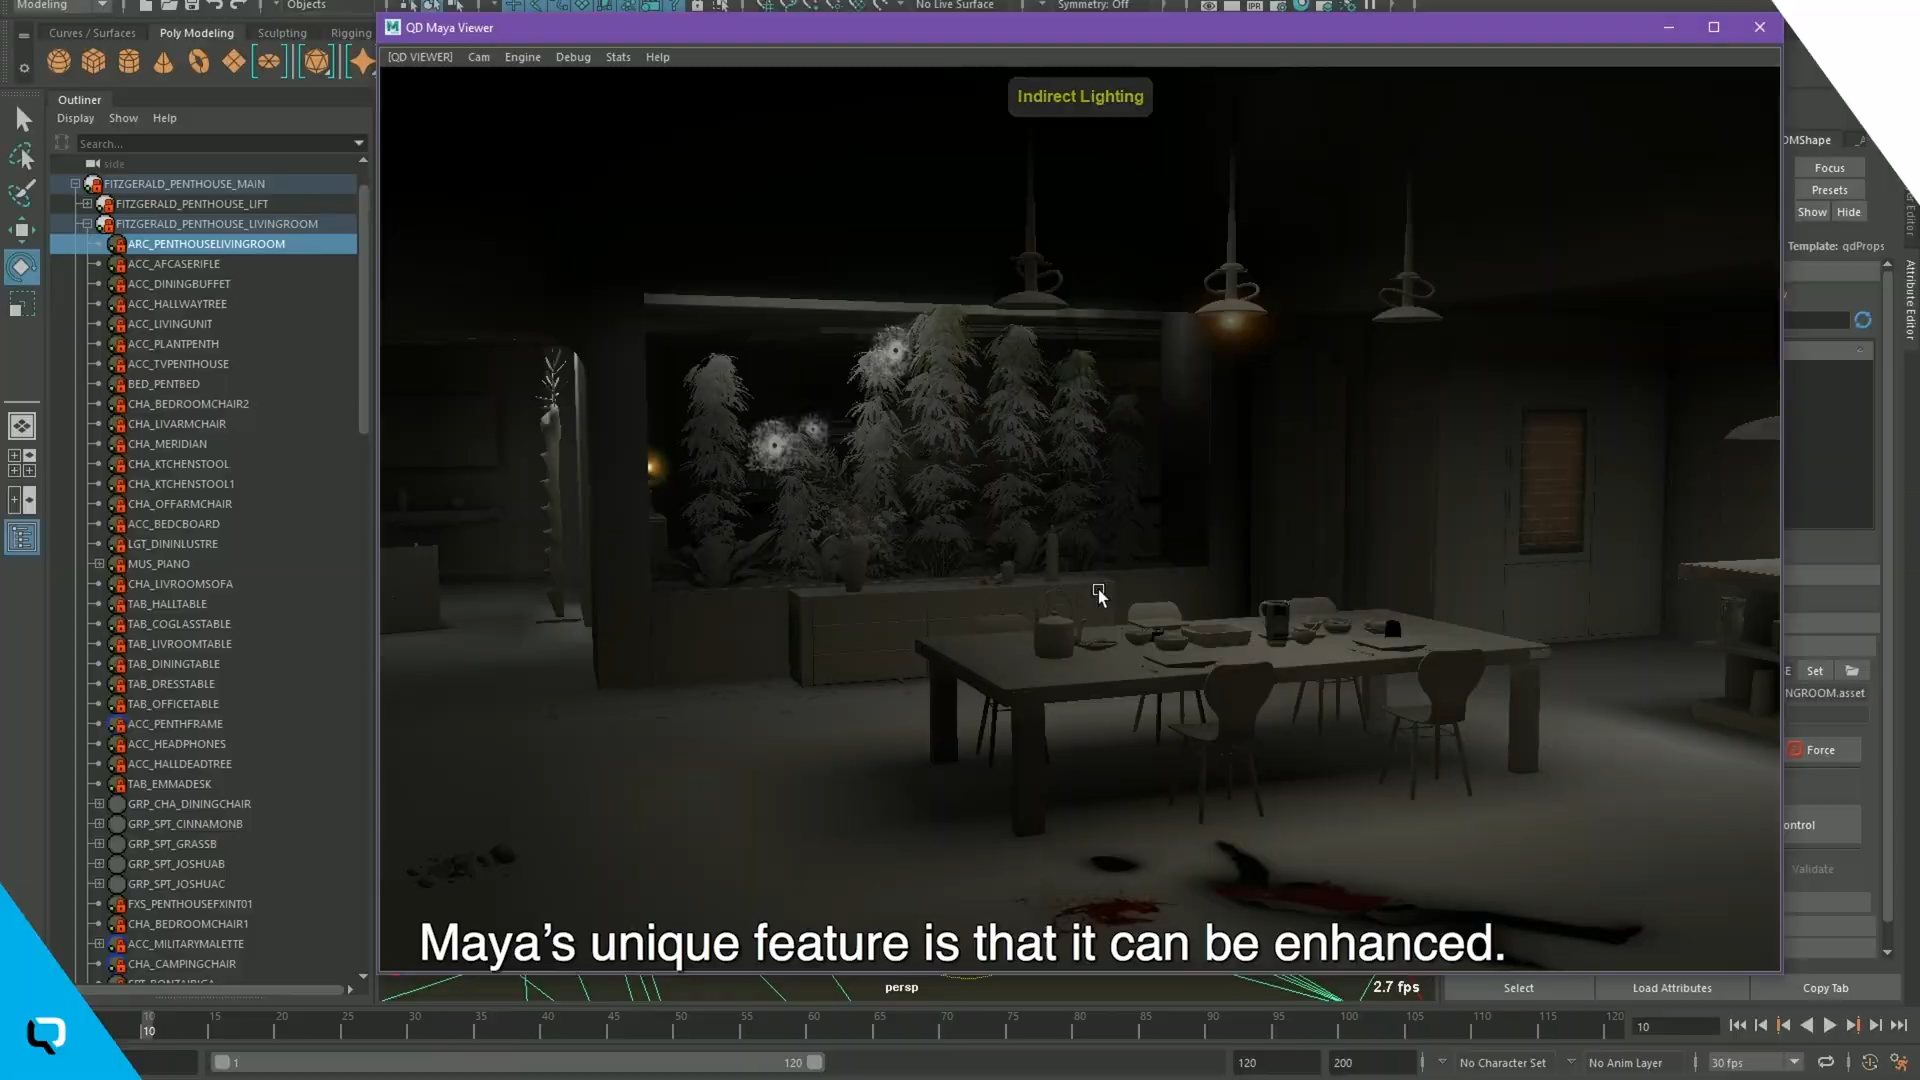 Modeling
Objects
No Live Surface
Symmetry: Off
Curves / Surfaces
Poly Modeling
Sculpting
Rigging
QD Maya Viewer
[QD VIEWER]
Cam
Engine
Debug
Stats
Help
Indirect Lighting
Outliner
Display
Show
Help
Search...
side
FITZGERALD_PENTHOUSE_MAIN
FITZGERALD_PENTHOUSE_LIFT
FITZGERALD_PENTHOUSE_LIVINGROOM
ARC_PENTHOUSELIVINGROOM
ACC_AFCASERIFLE
ACC_DININGBUFFET
ACC_HALLWAYTREE
ACC_LIVINGUNIT
ACC_PLANTPENTH
ACC_TVPENTHOUSE
BED_PENTBED
CHA_BEDROOMCHAIR2
CHA_LIVARMCHAIR
CHA_MERIDIAN
CHA_KTCHENSTOOL
CHA_KTCHENSTOOL1
CHA_OFFARMCHAIR
ACC_BEDCBOARD
LGT_DININLUSTRE
MUS_PIANO
CHA_LIVROOMSOFA
TAB_HALLTABLE
TAB_COGLASSTABLE
TAB_LIVROOMTABLE
TAB_DININGTABLE
TAB_DRESSTABLE
TAB_OFFICETABLE
ACC_PENTHFRAME
ACC_HEADPHONES
ACC_HALLDEADTREE
TAB_EMMADESK
GRP_CHA_DININGCHAIR
GRP_SPT_CINNAMONB
GRP_SPT_GRASSB
GRP_SPT_JOSHUAB
GRP_SPT_JOSHUAC
FXS_PENTHOUSEFXINT01
CHA_BEDROOMCHAIR1
ACC_MILITARYMALETTE
CHA_CAMPINGCHAIR
OMShape
Focus
Presets
Show
Hide
Template: qdProps
Attribute Editor
Set
NGROOM.asset
Force
ontrol
Validate
Maya's unique feature is that it can be enhanced.
persp
2.7 fps
Select
Load Attributes
Copy Tab
10 15 20 25 30 35 40 45 50 55 60 65 70 75 80 85 90 95 100 105 110 115 120
10
10
1
120
120
200
No Character Set
No Anim Layer
30 fps